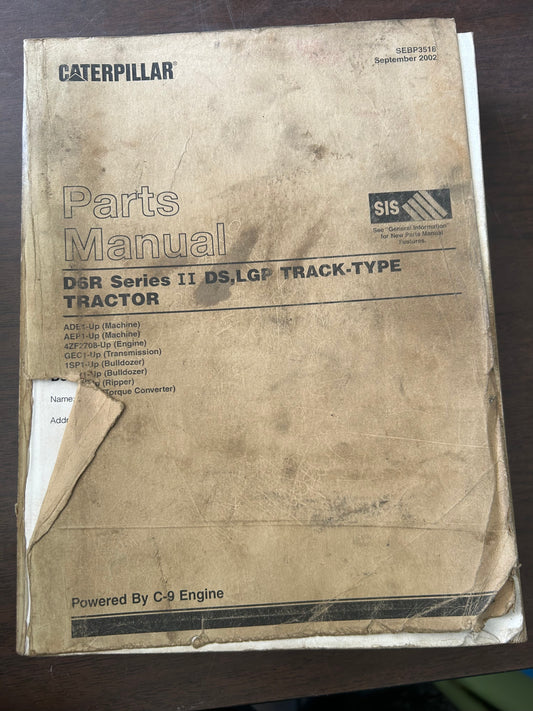 CATERPILLAR®
SEBP3518
September 2002
Parts
Manual
SIS
See "General Information"
for New Parts Manual
Features.
D6R Series II DS,LGP TRACK-TYPE
TRACTOR
ADE1-Up (Machine)
AEP1-Up (Machine)
4ZF2708-Up (Engine)
GEC1-Up (Transmission)
1SP1-Up (Bulldozer)
-Up (Bulldozer)
(Ripper)
Torque Converter)
Name:
Powered By C-9 Engine